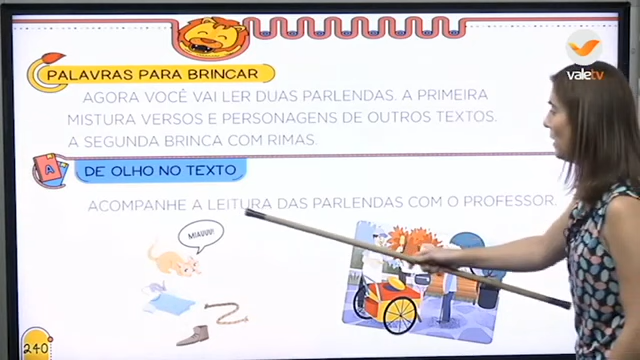 valetv
PALAVRAS PARA BRINCAR
AGORA VOCÊ VAI LER DUAS PARLENDAS. A PRIMEIRA
MISTURA VERSOS E PERSONAGENS DE OUTROS TEXTOS.
A SEGUNDA BRINCA COM RIMAS.
A
DE OLHO NO TEXTO
ACOMPANHE A LEITURA DAS PARLENDAS COM O PROFESSOR.
240